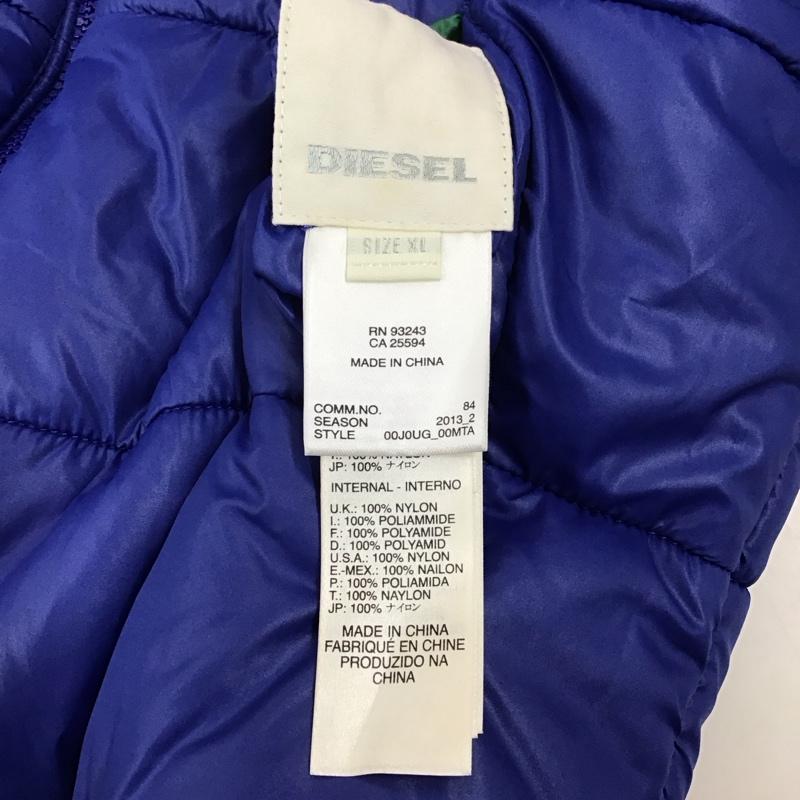 DIESEL
SIZE XL
RN 93243
CA 25594
MADE IN CHINA
COMM.NO. 84
SEASON 2013_2
STYLE 00J0UG_00MTA
T.: 100% NAYLON
JP: 100% ナイロン
INTERNAL - INTERNO
U.K.: 100% NYLON
I.: 100% POLIAMMIDE
F.: 100% POLYAMIDE
D.: 100% POLYAMID
U.S.A.: 100% NYLON
E.-MEX.: 100% NAILON
P.: 100% POLIAMIDA
T.: 100% NAYLON
JP: 100% ナイロン
MADE IN CHINA
FABRIQUÉ EN CHINE
PRODUZIDO NA
CHINA